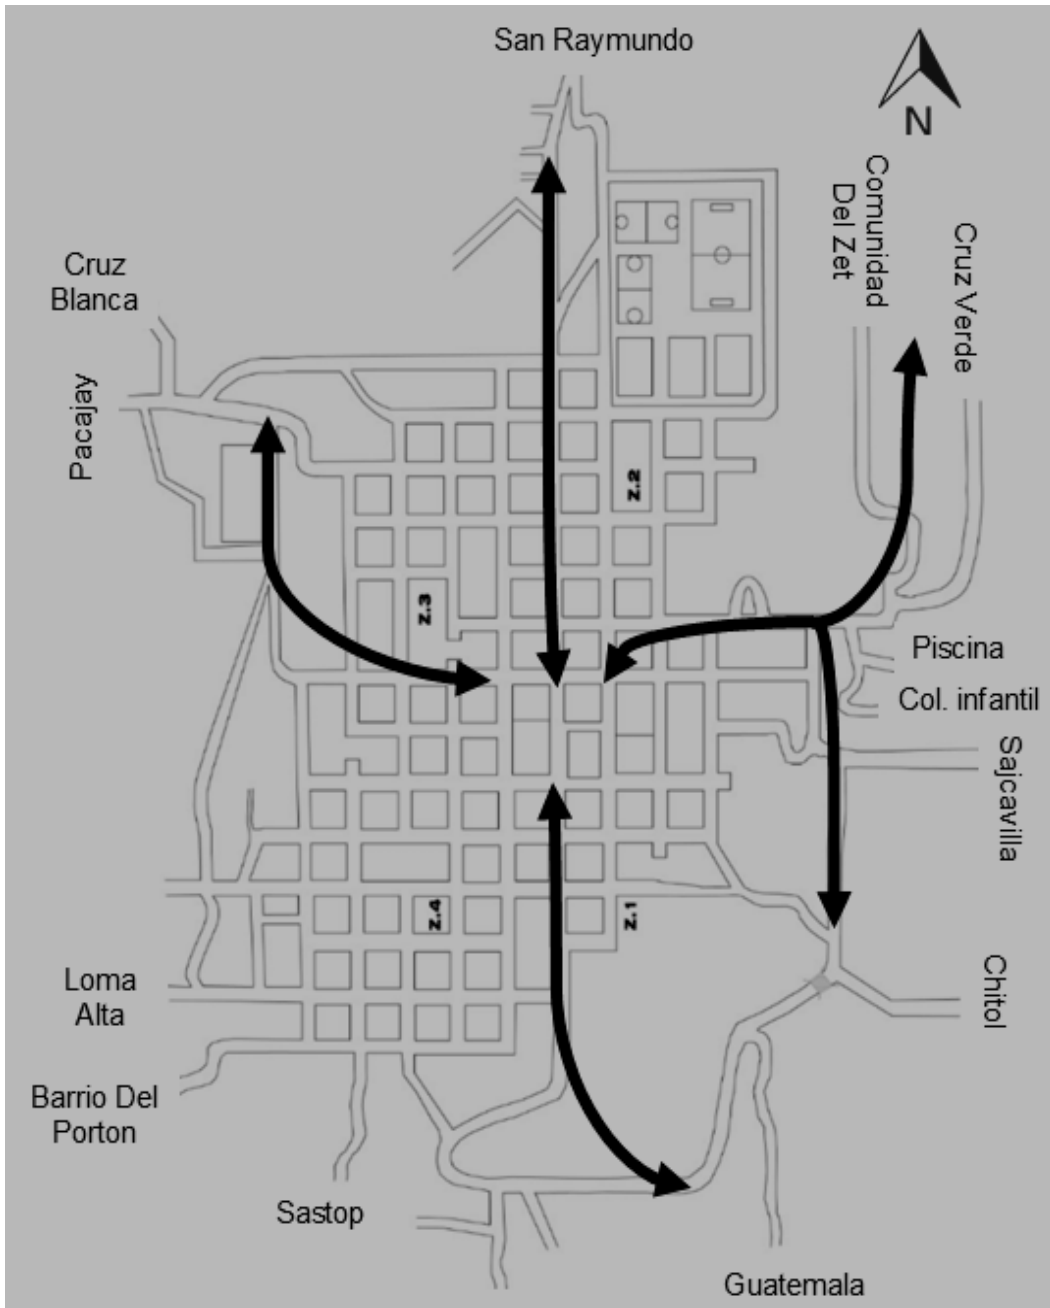 San Raymundo
N
Comunidad
Del Zet
Cruz Verde
Cruz
Blanca
Pacajay
Z.2
Z.3
Piscina
Col. infantil
Sajcavilla
Z.4
Z.1
Loma
Alta
Chitol
Barrio Del
Porton
Sastop
Guatemala